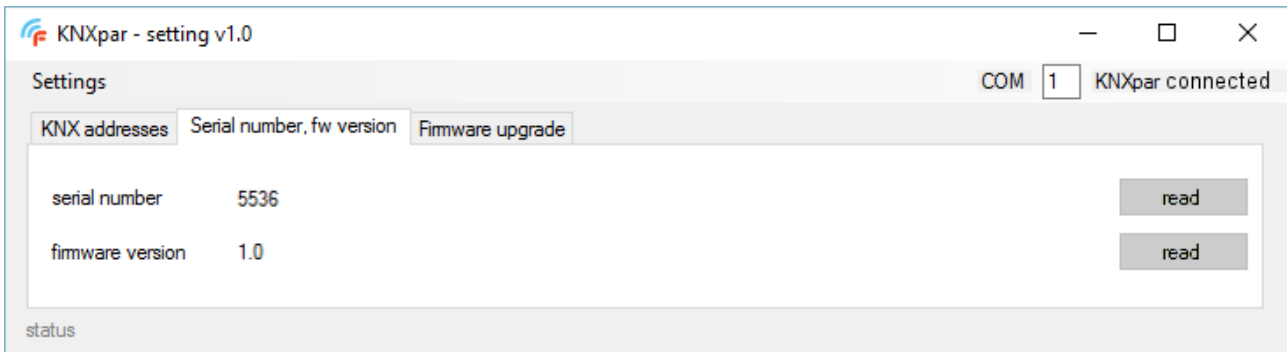 KNXpar - setting v1.0
Settings COM 1 KNXpar connected
KNX addresses Serial number, fw version Firmware upgrade
serial number 5536 read
firmware version 1.0 read
status